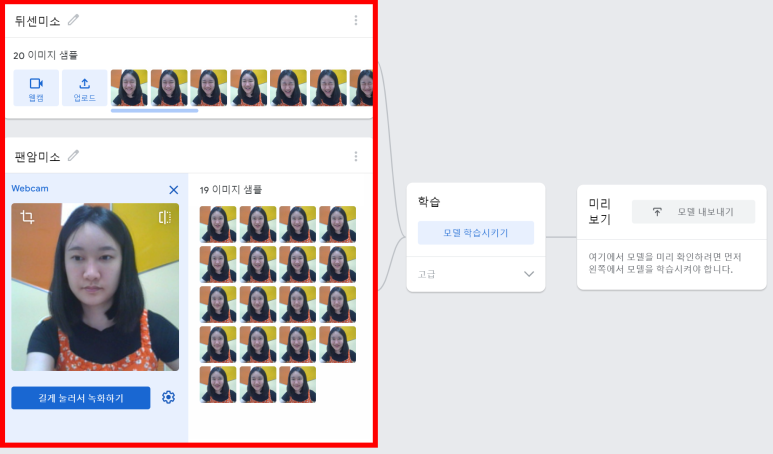 뒤센미소
20 이미지 샘플
웹캠
업로드
팬암미소
Webcam
19 이미지 샘플
길게 눌러서 녹화하기
학습
모델 학습시키기
고급
미리
보기
모델 내보내기
여기에서 모델을 미리 확인하려면 먼저
왼쪽에서 모델을 학습시켜야 합니다.